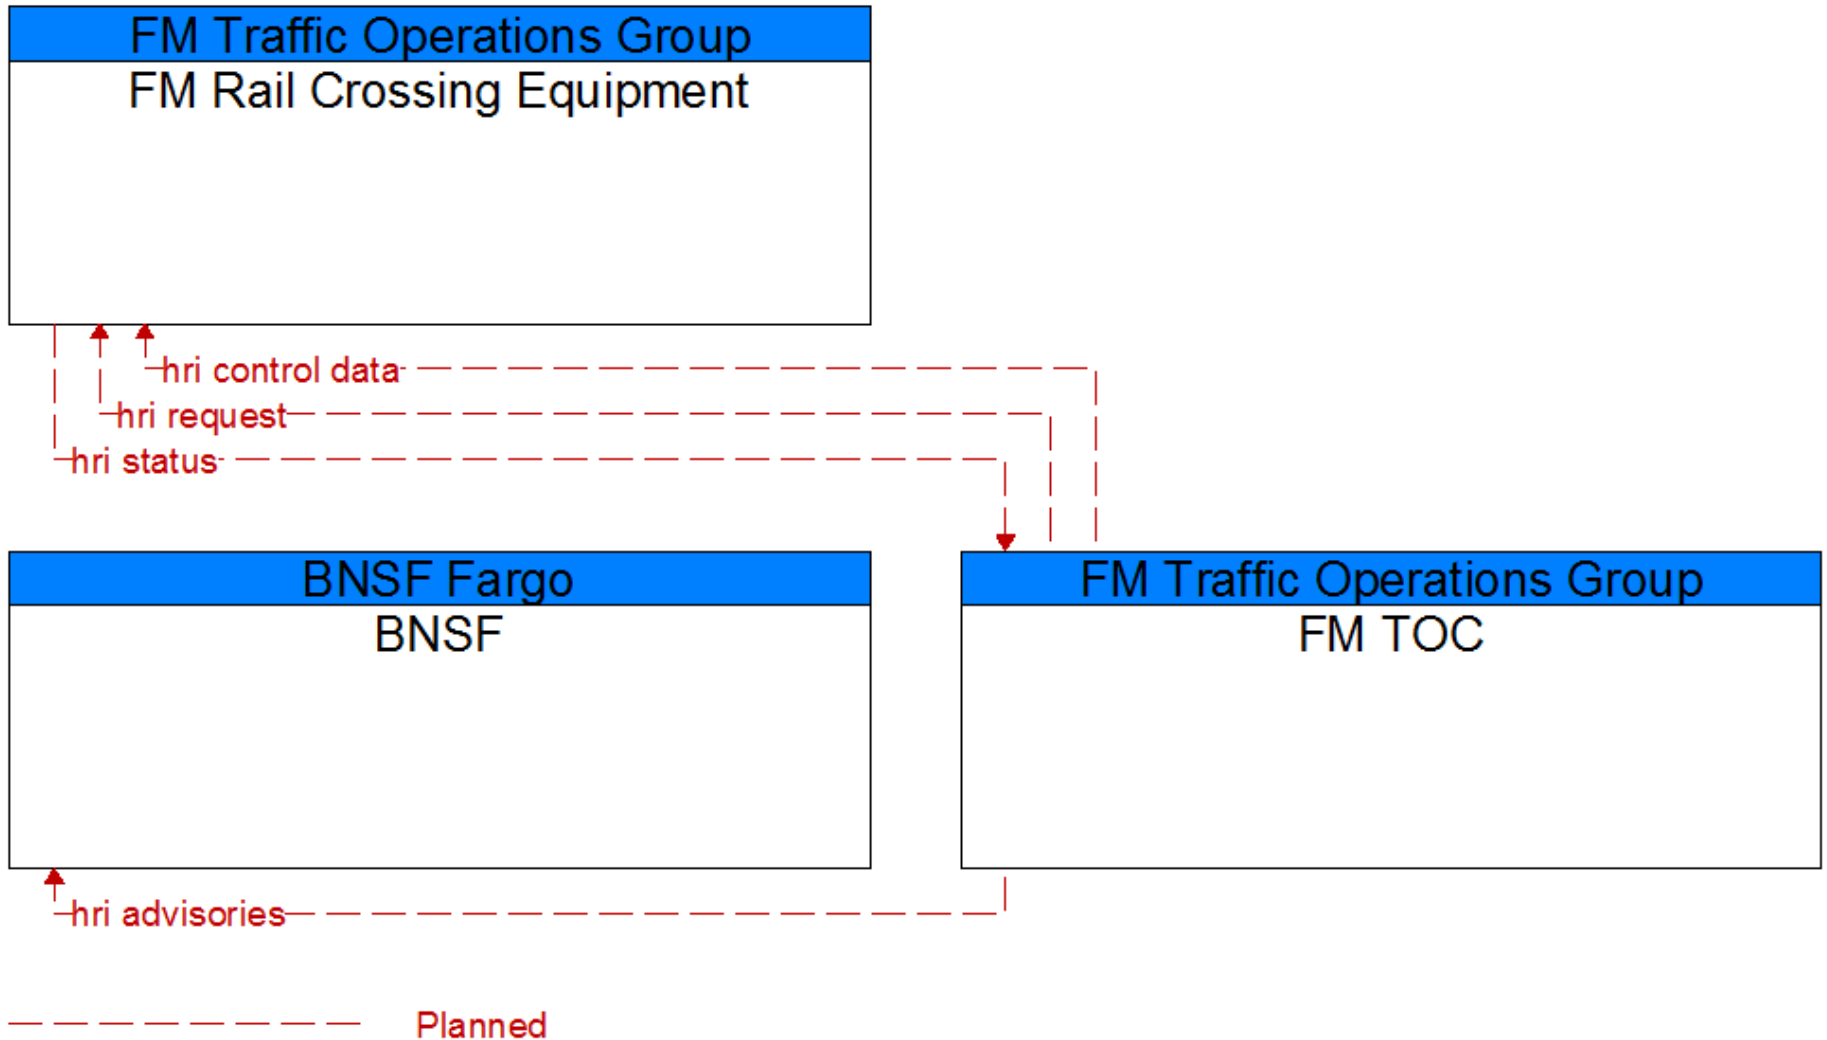 FM Traffic Operations Group
FM Rail Crossing Equipment
hri control data
hri request
hri status
BNSF Fargo
BNSF
FM Traffic Operations Group
FM TOC
hri advisories
Planned